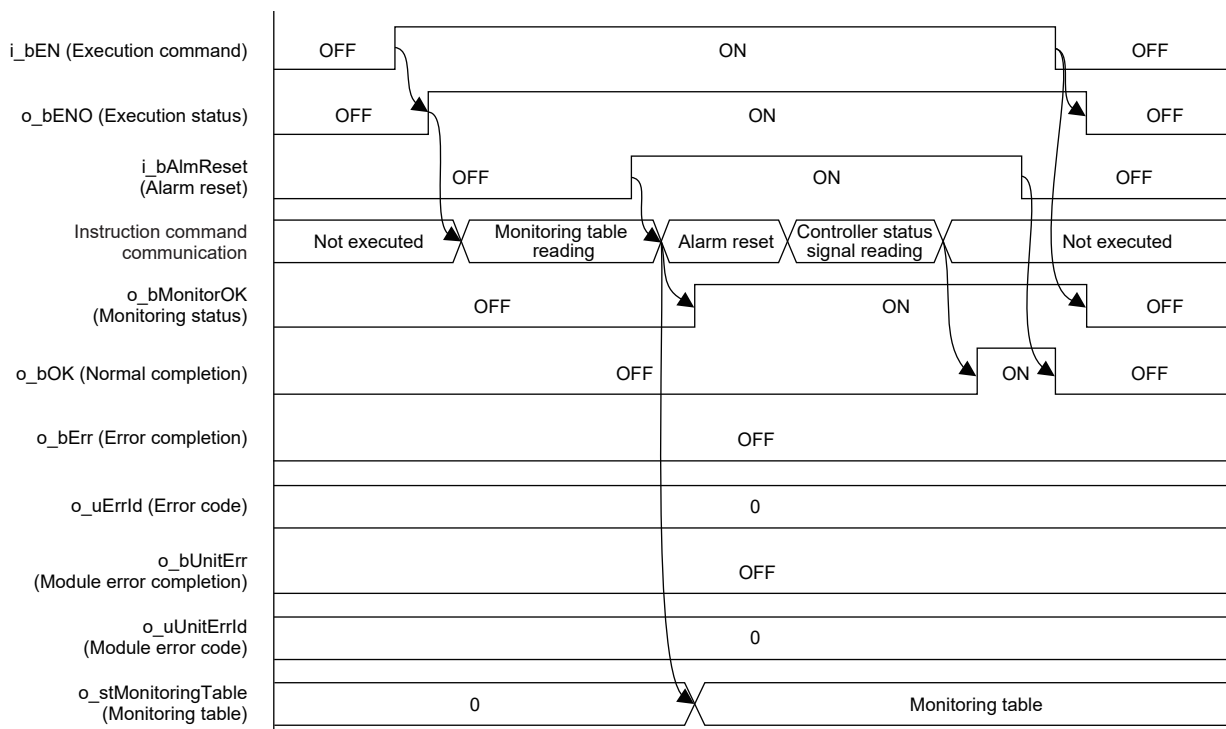 i_bEN (Execution command) OFF ON OFF
o_bENO (Execution status) OFF ON OFF
i_bAlmReset
(Alarm reset) OFF ON OFF
Instruction command
communication Not executed
Monitoring table
reading
Alarm reset
Controller status
signal reading
Not executed
o_bMonitorOK
(Monitoring status) OFF ON OFF
o_bOK (Normal completion) OFF ON OFF
o_bErr (Error completion) OFF
o_uErrId (Error code) 0
o_bUnitErr
(Module error completion) OFF
o_uUnitErrId
(Module error code) 0
o_stMonitoringTable
(Monitoring table) 0 Monitoring table